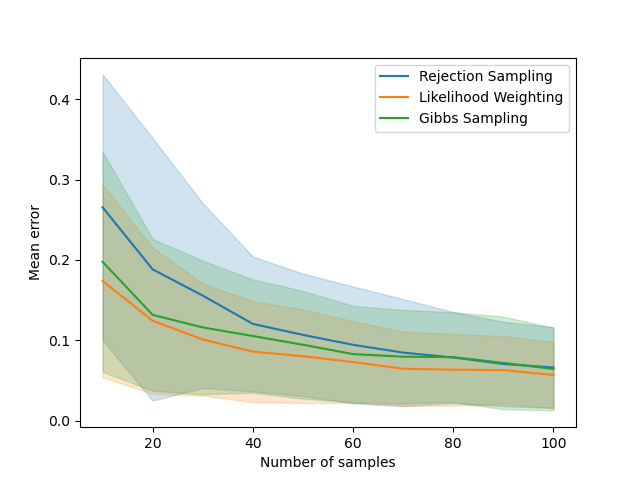 Rejection Sampling
Likelihood Weighting
Gibbs Sampling
0.4
0.3
0.2
0.1
0.0
Mean error
20 40 60 80 100
Number of samples